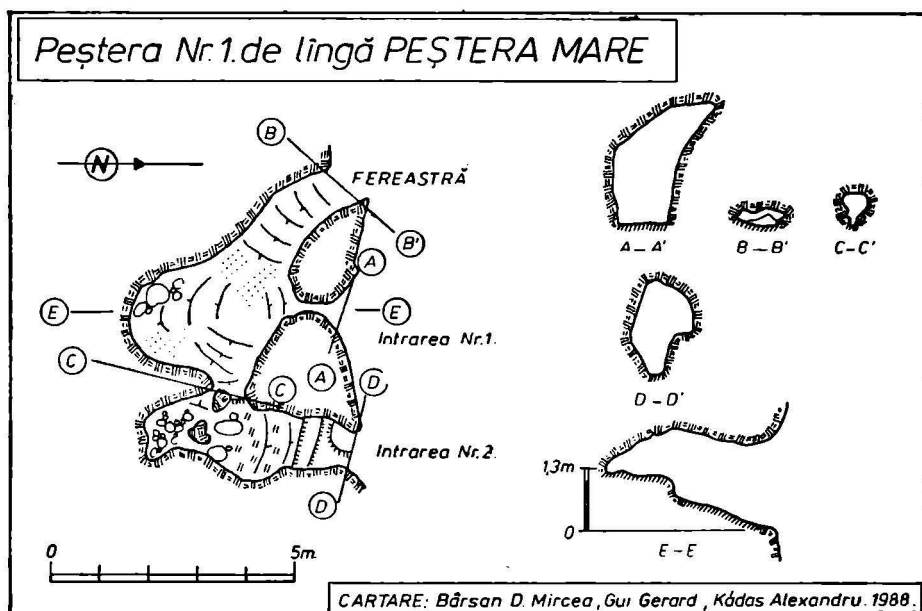 Peștera Nr.1.de lîngă PEȘTERA MARE
N
B
FEREASTRĂ
B'
A
E
E
Intrarea Nr.1.
C
C
A
D
Intrarea Nr.2.
D
0 5m.
A-A'
B-B'
C-C'
D-D'
1,3m
0
E-E
CARTARE: Bârsan D. Mircea, Gui Gerard, Kádas Alexandru. 1988.